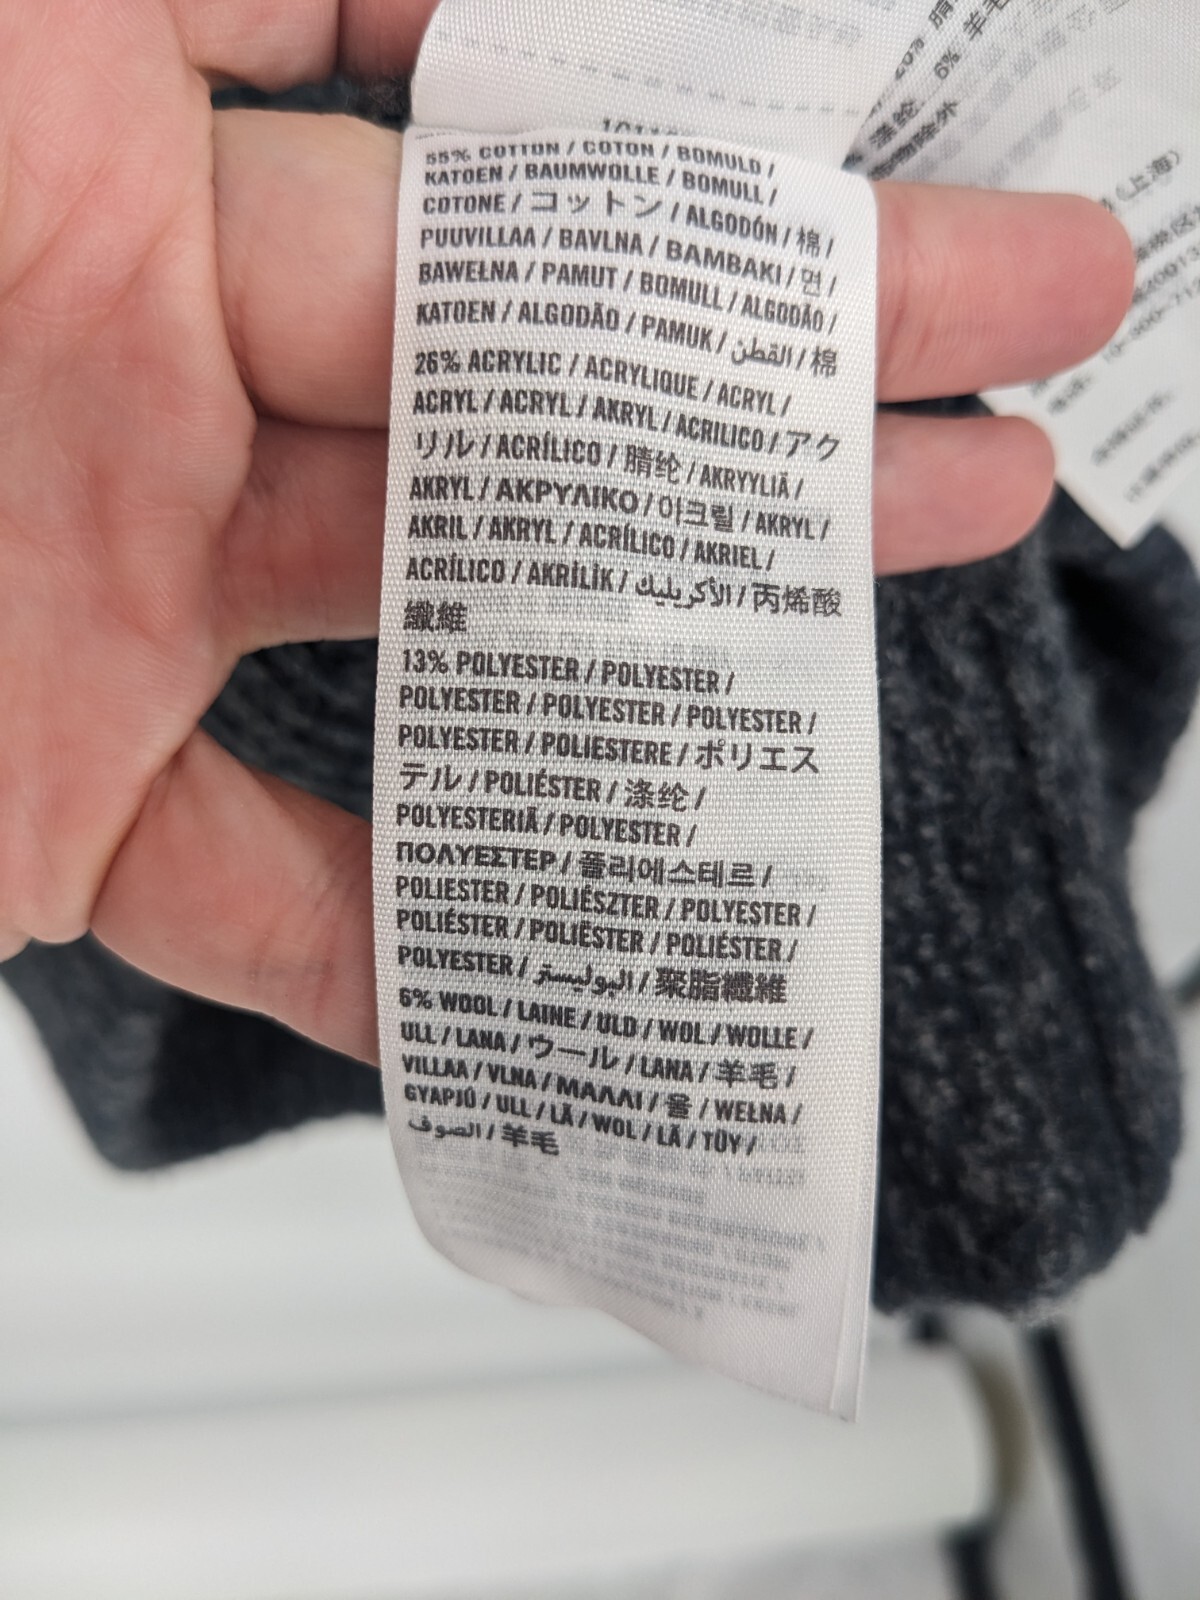 55% COTTON / COTON / BOMULD /
KATOEN / BAUMWOLLE / BOMULL /
COTONE / コットン / ALGODÓN / 棉 /
PUUVILLAA / BAVLNA / BAMBAKI / 면 /
BAWEŁNA / PAMUT / BOMULL / ALGODÃO /
KATOEN / ALGODÃO / PAMUK / القطن / 棉
26% ACRYLIC / ACRYLIQUE / ACRYL /
ACRYL / ACRYL / AKRYL / ACRILICO / アク
リル / ACRÍLICO / 腈纶 / AKRYYLIÄ /
AKRYL / ΑΚΡΥΛΙΚΟ / 아크릴 / AKRYL /
AKRIL / AKRYL / ACRÍLICO / AKRIEL /
ACRÍLICO / AKRİLİK / الأكريليك / 丙烯酸
纖維
13% POLYESTER / POLYESTER /
POLYESTER / POLYESTER / POLYESTER /
POLYESTER / POLIESTERE / ポリエス
テル / POLIÉSTER / 涤纶 /
POLYESTERIÄ / POLYESTER /
ΠΟΛΥΕΣΤΕΡ / 폴리에스테르 /
POLIESTER / POLIÉSZTER / POLYESTER /
POLIÉSTER / POLIËSTER / POLIÉSTER /
POLYESTER / البوليستر / 聚脂纖維
6% WOOL / LAINE / ULD / WOL / WOLLE /
ULL / LANA / ウール / LANA / 羊毛 /
VILLAA / VLNA / ΜΑΛΛΙ / 울 / WEŁNA /
GYAPJÚ / ULL / LÃ / WOL / LÃ / TÜY /
الصوف / 羊毛